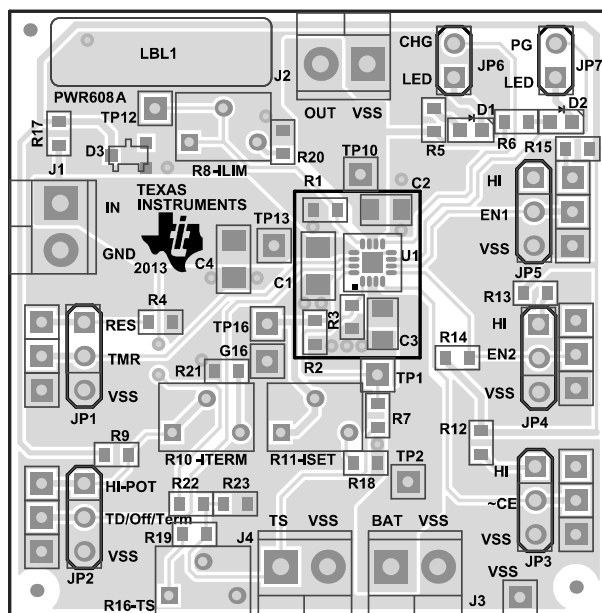 LBL1
CHG
PG
JP6
JP7
J2
LED
LED
PWR608A
TP12
OUT
VSS
D1
D2
R17
D3
R8-ILIM
R20
R5
R6
R15
J1
TP10
TEXAS
INSTRUMENTS
R1
C2
HI
IN
TP13
EN1
GND
2013
C4
U1
VSS
C1
JP5
R13
R4
RES
TP16
R3
HI
TMR
G16
R2
C3
R14
EN2
R21
TP1
VSS
VSS
JP1
JP4
R7
R12
R9
R10-ITERM
R11-ISET
R18
TP2
HI
HI-POT
R22
R23
~CE
TD/Off/Term
R19
J4
TS
VSS
BAT
VSS
VSS
VSS
JP3
JP2
VSS
R16-TS
J3